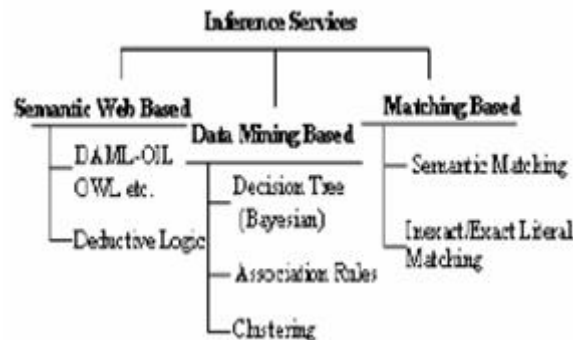 Inference Services
Semantic Web Based
DAML-OIL
OWL etc.
Deductive Logic
Data Mining Based
Decision Tree
(Bayesian)
Association Rules
Clustering
Matching Based
Semantic Matching
Inexact/Exact Literal
Matching